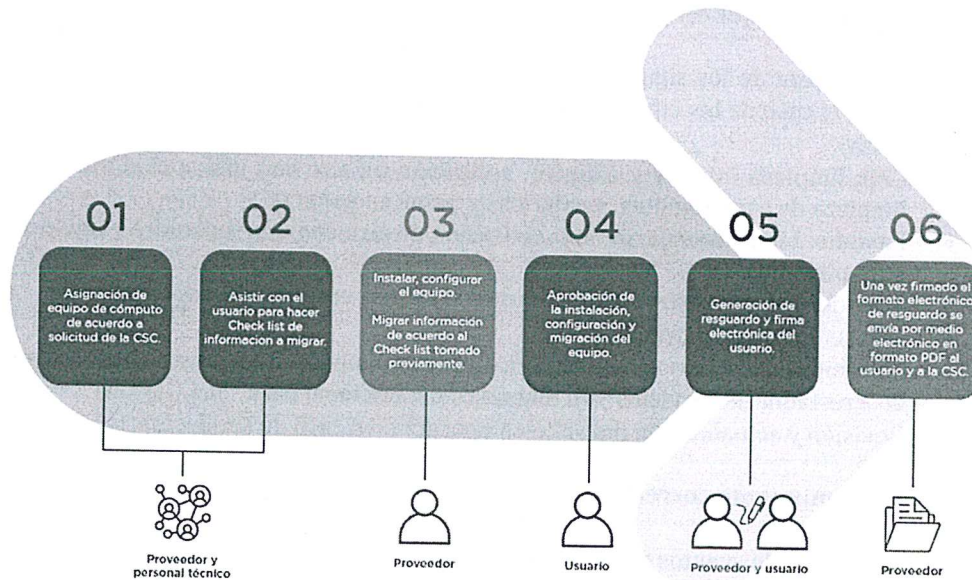 01
02
03
04
05
06
Asignación de
equipo de cómputo
de acuerdo a
solicitud de la CSC.
Asistir con el
usuario para hacer
Check list de
informacion a migrar.
Instalar, configurar
el equipo.
Migrar información
de acuerdo al
Check list tomado
previamente.
Aprobación de
la instalación,
configuración y
migración del
equipo.
Generación de
resguardo y firma
electrónica del
usuario.
Una vez firmado el
formato electrónico
de resguardo se
envía por medio
electrónico en
formato PDF al
usuario y a la CSC.
Proveedor y
personal técnico
Proveedor
Usuario
Proveedor y usuario
Proveedor